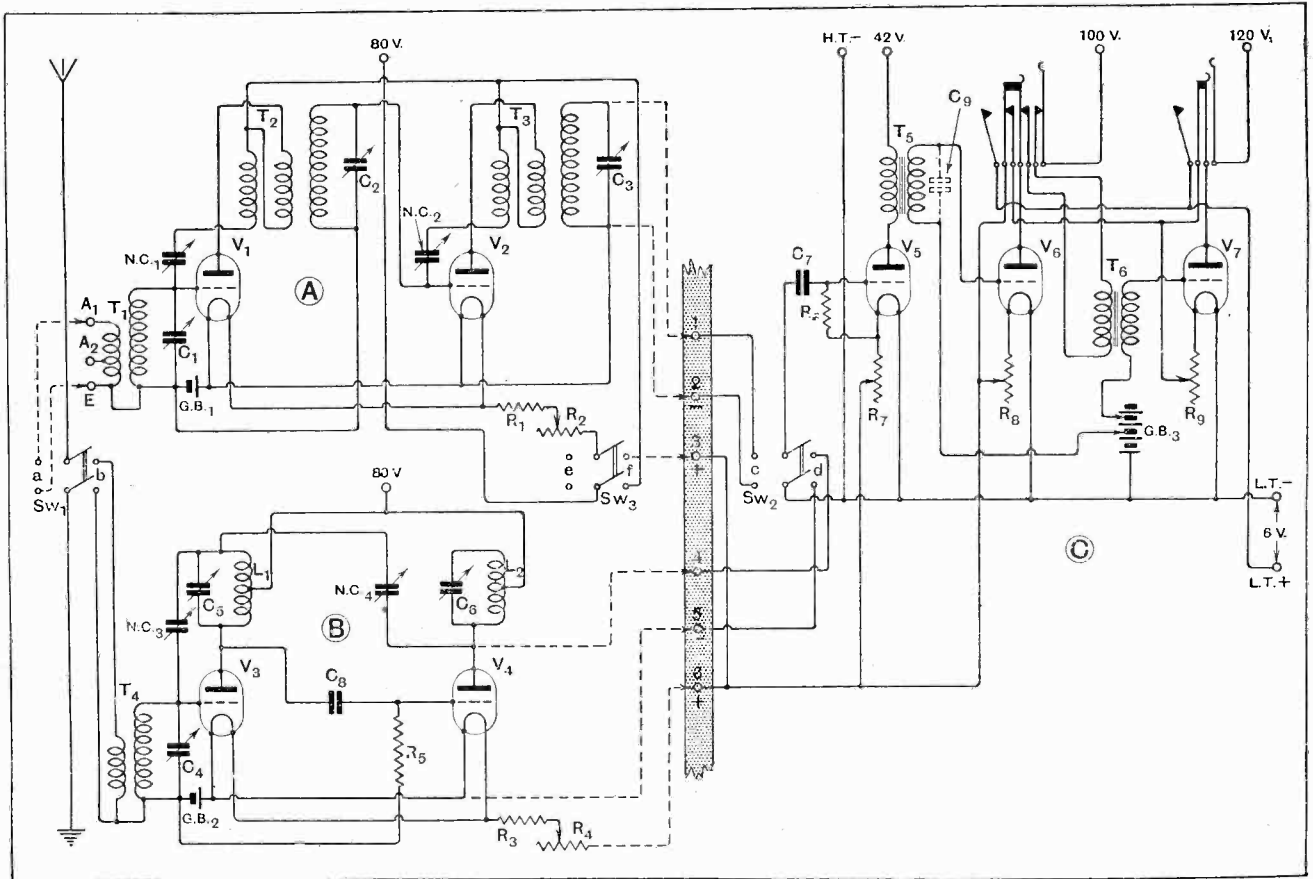 80 V.
H.T.–
42 V.
100 V.
120 V.
T2
T3
C9
T5
C2
C3
N.C.2
V1
V2
N.C.1
A
C7
V5
V6
T6
V7
A1
T1
A2
C1
E
G.B.1
1
2
–
R1
R2
R7
R8
R9
G.B.3
3
+
a
b
e
f
c
d
Sw1
Sw3
Sw2
L.T.–
6 V.
L.T.+
80 V
C
L1
N.C.4
C5
C6
4
N.C.3
B
5
–
V3
V4
C8
6
+
T4
C4
R5
G.B.2
R3
R4